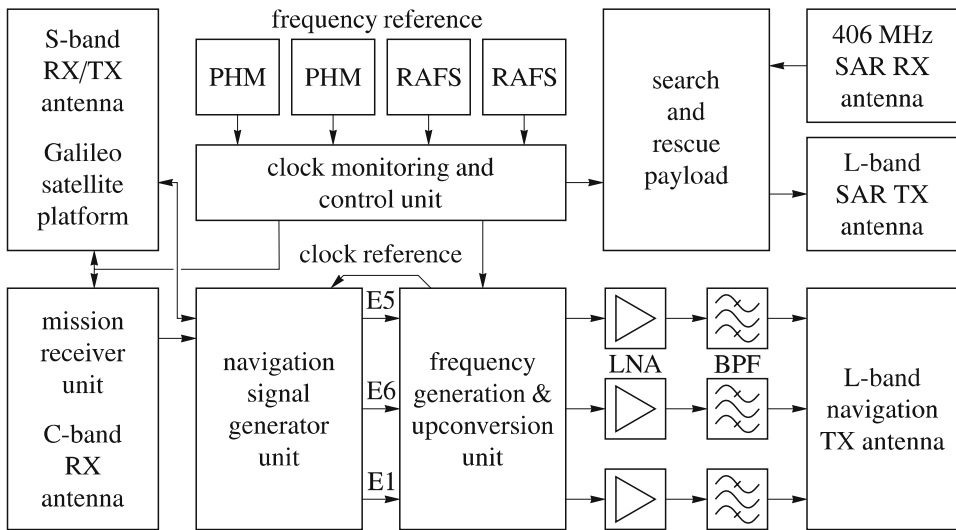 frequency reference
S-band
RX/TX
antenna
Galileo
satellite
platform
PHM
PHM
RAFS
RAFS
clock monitoring and
control unit
search
and
rescue
payload
406 MHz
SAR RX
antenna
L-band
SAR TX
antenna
clock reference
mission
receiver
unit
C-band
RX
antenna
navigation
signal
generator
unit
E5
E6
E1
frequency
generation &
upconversion
unit
LNA
BPF
L-band
navigation
TX antenna